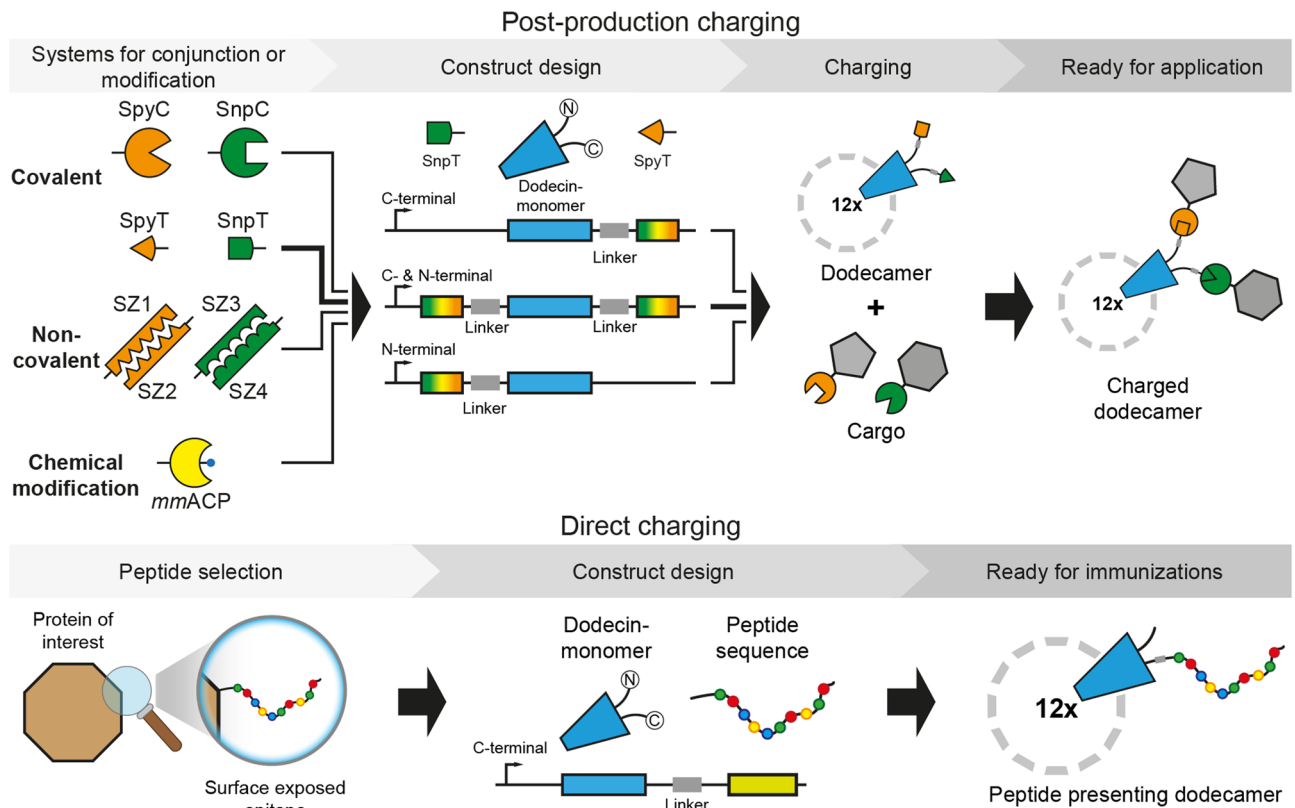 Post-production charging
Systems for conjunction or
modification
Construct design
Charging
Ready for application
SpyC
SnpC
Covalent
SpyT
SnpT
SZ1
SZ3
Non-
covalent
SZ2
SZ4
Chemical
modification
mmACP
N
C
SnpT
SpyT
Dodecin-
monomer
C-terminal
Linker
C- & N-terminal
Linker
Linker
N-terminal
Linker
12x
Dodecamer
+
Cargo
12x
Charged
dodecamer
Direct charging
Peptide selection
Construct design
Ready for immunizations
Protein of
interest
Surface exposed
Dodecin-
monomer
Peptide
sequence
N
C
C-terminal
Linker
12x
Peptide presenting dodecamer